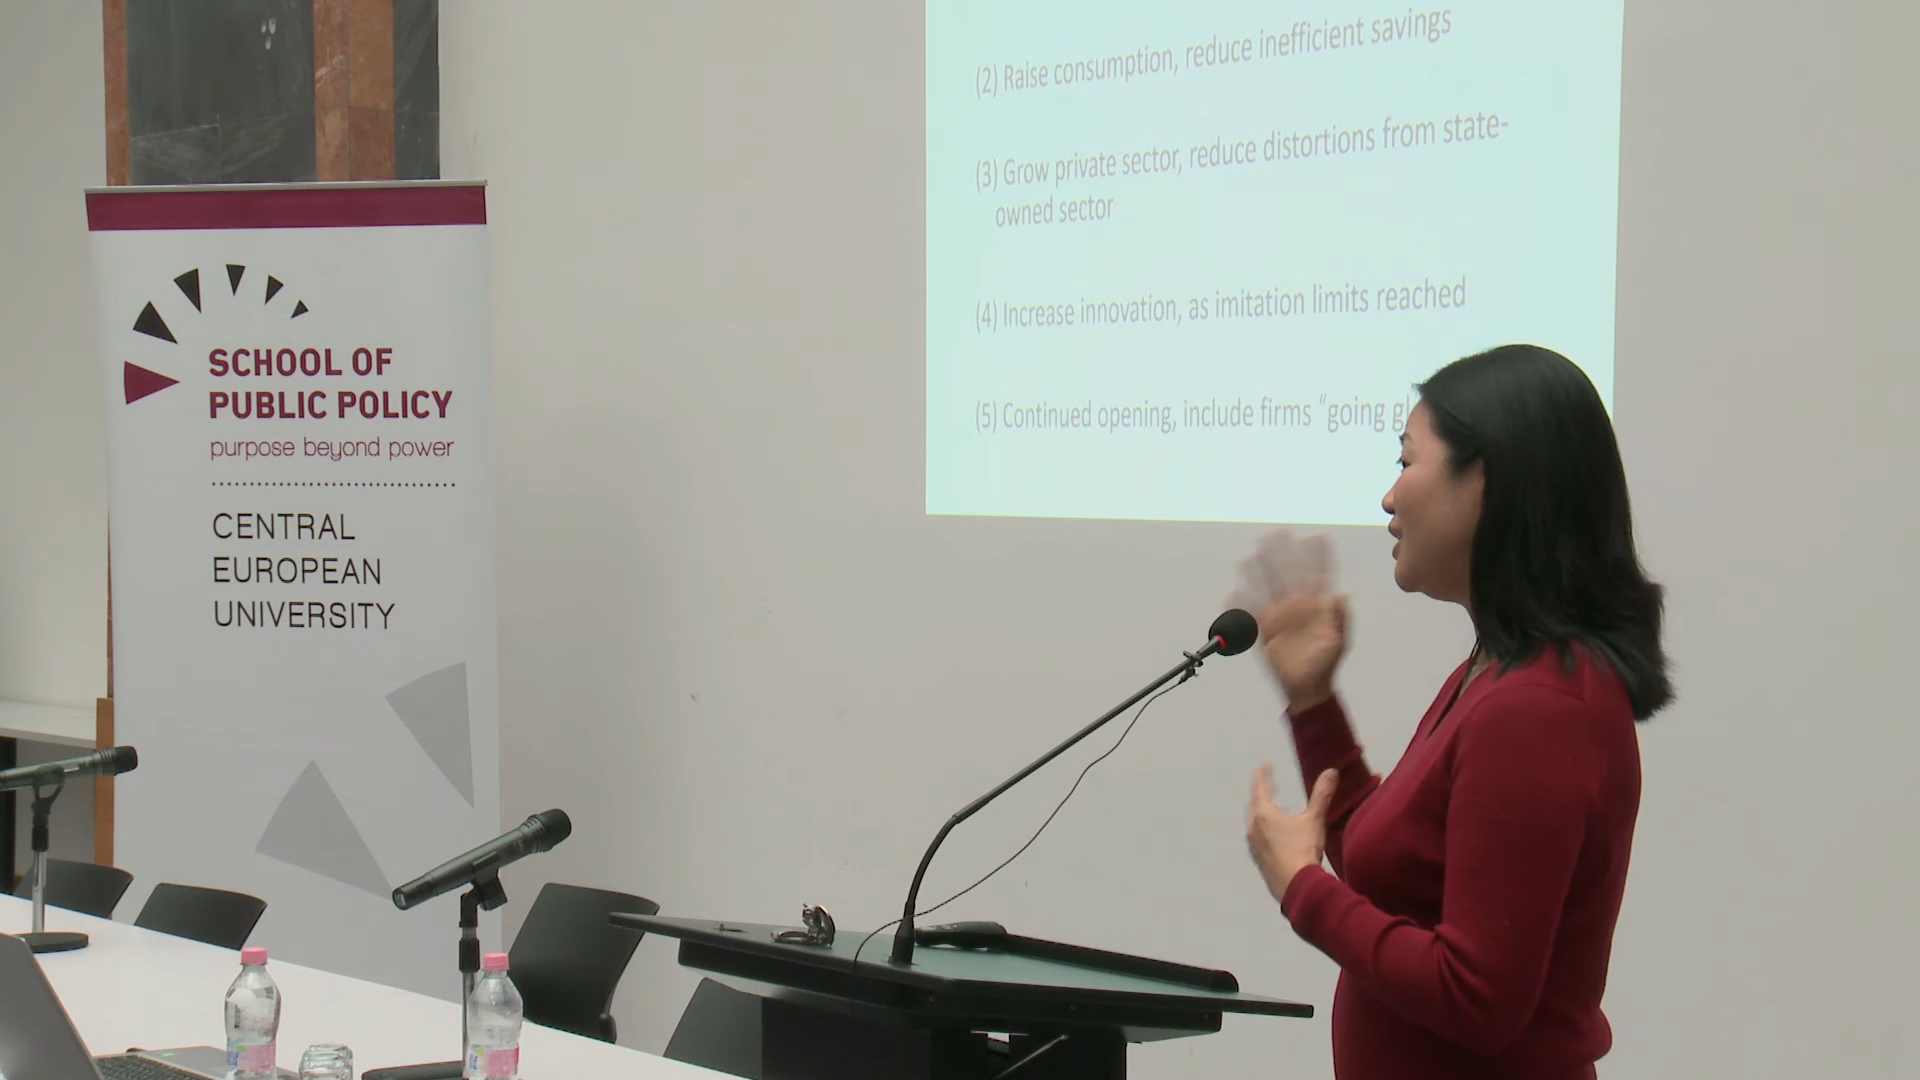 SCHOOL OF
PUBLIC POLICY
purpose beyond power
CENTRAL
EUROPEAN
UNIVERSITY
(2) Raise consumption, reduce inefficient savings
(3) Grow private sector, reduce distortions from state-
owned sector
(4) Increase innovation, as imitation limits reached
(5) Continued opening, include firms “going